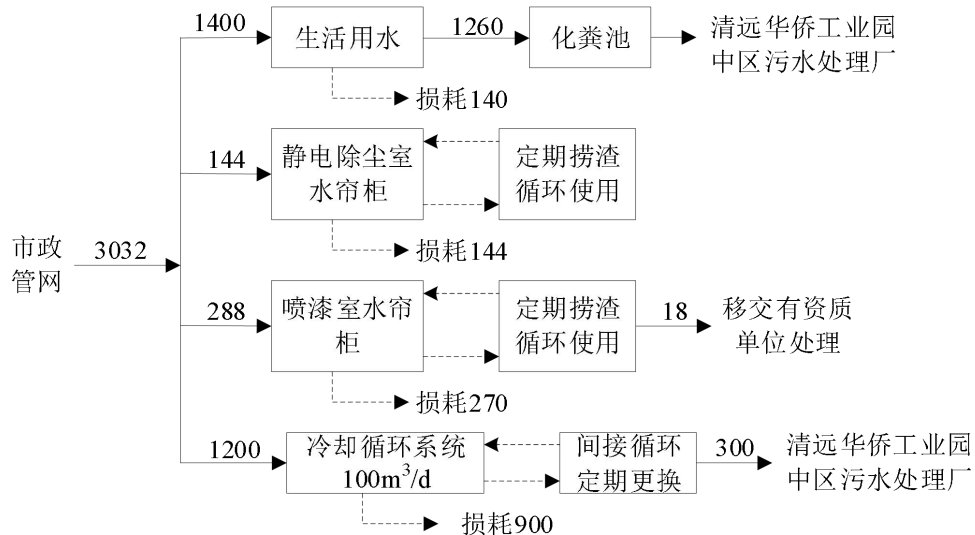 1400
生活用水
1260
化粪池
清远华侨工业园
中区污水处理厂
损耗140
144
静电除尘室
水帘柜
定期捞渣
循环使用
损耗144
市政
管网
3032
288
喷漆室水帘
柜
定期捞渣
循环使用
18
移交有资质
单位处理
损耗270
1200
冷却循环系统
100m³/d
间接循环
定期更换
300
清远华侨工业园
中区污水处理厂
损耗900